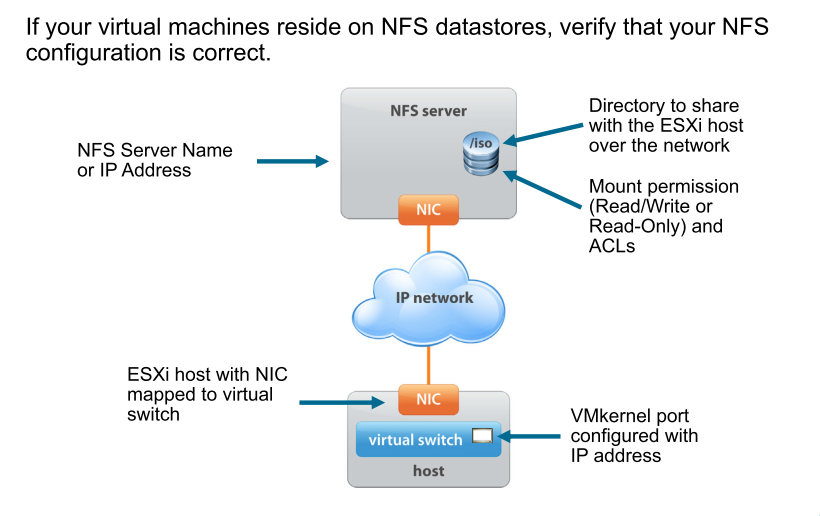 If your virtual machines reside on NFS datastores, verify that your NFS
configuration is correct.
NFS server
/iso
Directory to share
with the ESXi host
over the network
NFS Server Name
or IP Address
Mount permission
(Read/Write or
Read-Only) and
ACLs
NIC
IP network
ESXi host with NIC
mapped to virtual
switch
NIC
virtual switch
host
VMkernel port
configured with
IP address